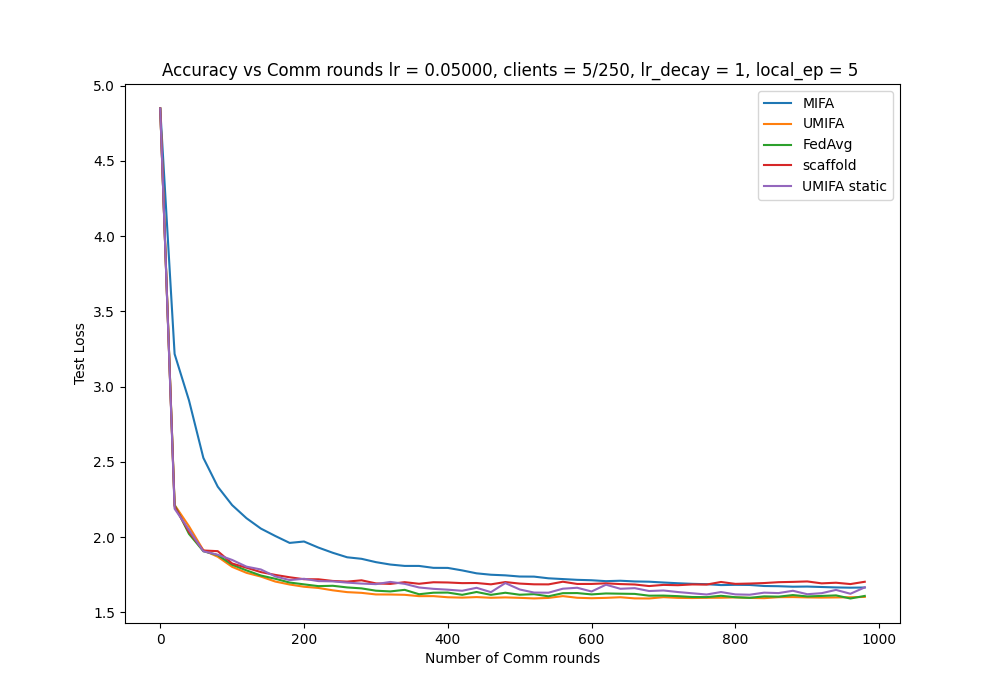 Accuracy vs Comm rounds lr = 0.05000, clients = 5/250, lr_decay = 1, local_ep = 5
MIFA
UMIFA
FedAvg
scaffold
UMIFA static
5.0
4.5
4.0
3.5
3.0
2.5
2.0
1.5
Test Loss
0 200 400 600 800 1000
Number of Comm rounds